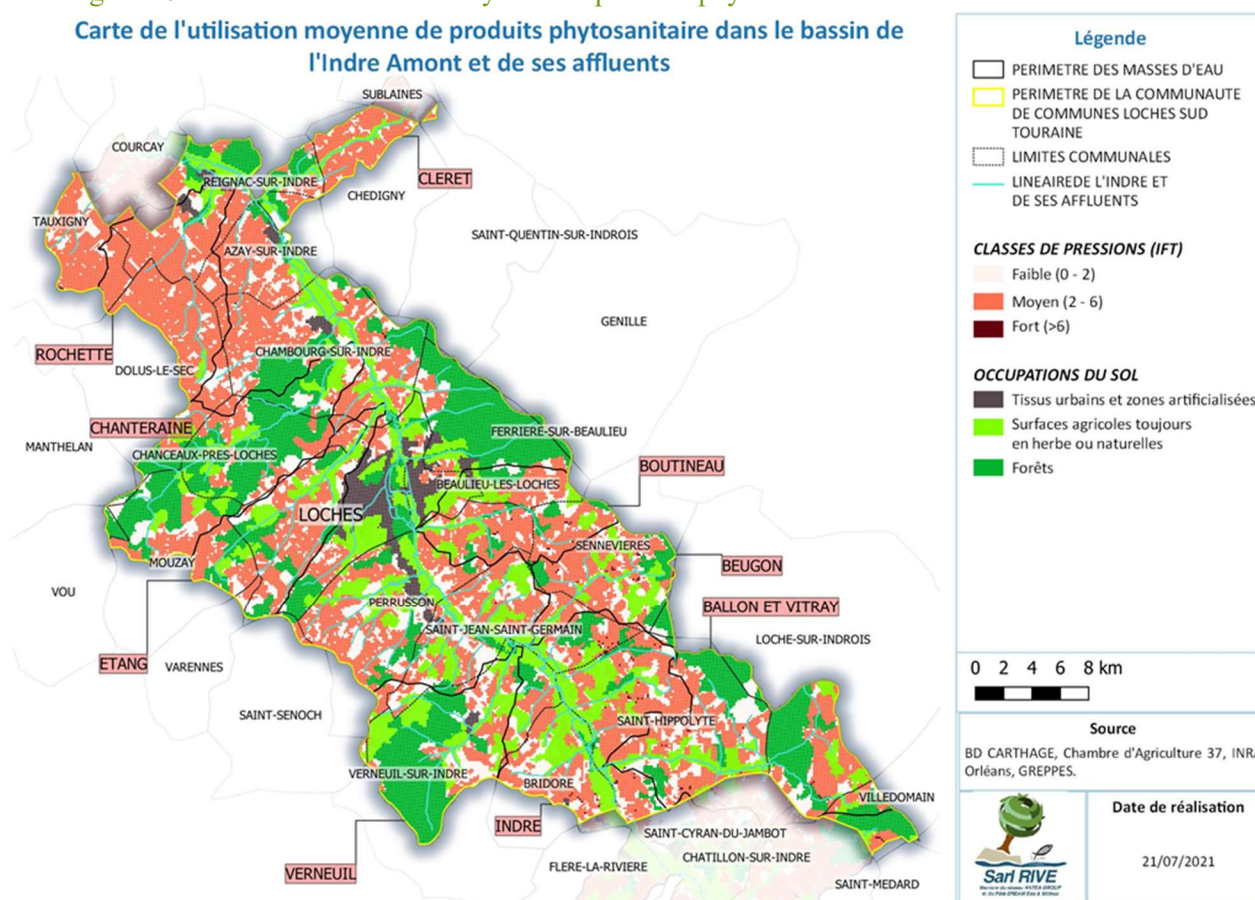 Carte de l'utilisation moyenne de produits phytosanitaire dans le bassin de
l'Indre Amont et de ses affluents
SUBLAINES
COURCAY
REIGNAC-SUR-INDRE
CLERET
CHEDIGNY
TAUXIGNY
SAINT-QUENTIN-SUR-INDROIS
AZAY-SUR-INDRE
GENILLE
ROCHETTE
CHAMBOURG-SUR-INDRE
DOLUS-LE-SEC
CHANTERAINE
FERRIERE-SUR-BEAULIEU
MANTHELAN
CHANCEAUX-PRES-LOCHES
BOUTINEAU
BEAULIEU-LES-LOCHES
LOCHES
SENNEVIERES
MOUZAY
BEUGON
VOU
PERRUSSON
BALLON ET VITRAY
SAINT-JEAN-SAINT-GERMAIN
LOCHE-SUR-INDROIS
ETANG
VARENNES
SAINT-SENOCH
SAINT-HIPPOLYTE
VERNEUIL-SUR-INDRE
BRIDORE
VILLEDOMAIN
INDRE
SAINT-CYRAN-DU-JAMBOT
CHATILLON-SUR-INDRE
FLERE-LA-RIVIERE
VERNEUIL
SAINT-MEDARD
Légende
PERIMETRE DES MASSES D'EAU
PERIMETRE DE LA COMMUNAUTE
DE COMMUNES LOCHES SUD
TOURAINE
LIMITES COMMUNALES
LINEAIREDE L'INDRE ET
DE SES AFFLUENTS
CLASSES DE PRESSIONS (IFT)
Faible (0 - 2)
Moyen (2 - 6)
Fort (>6)
OCCUPATIONS DU SOL
Tissus urbains et zones artificialisées
Surfaces agricoles toujours
en herbe ou naturelles
Forêts
0 2 4 6 8 km
Source
BD CARTHAGE, Chambre d'Agriculture 37, INRA
Orléans, GREPPES.
Sarl RIVE
Date de réalisation
21/07/2021